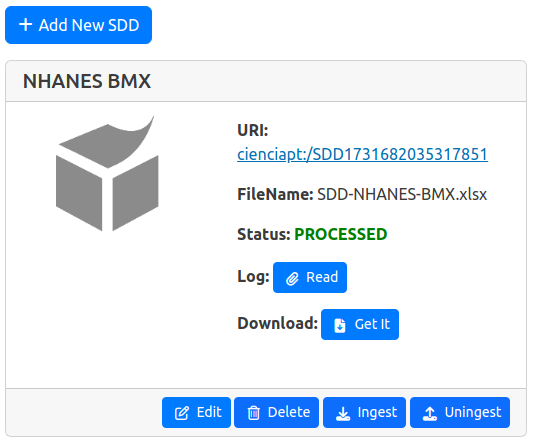 Add New SDD
NHANES BMX
URI:
cienciapt:/SDD1731682035317851
FileName: SDD-NHANES-BMX.xlsx
Status: PROCESSED
Log: Read
Download: Get It
Edit Delete Ingest Uningest